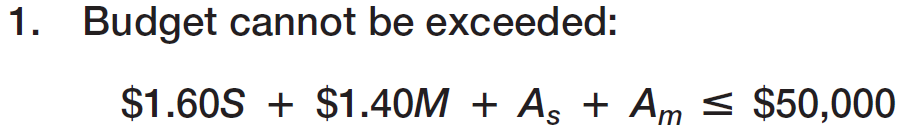 1. Budget cannot be exceeded:
$1.60S + $1.40M + Aₛ + Aₘ ≤ $50,000